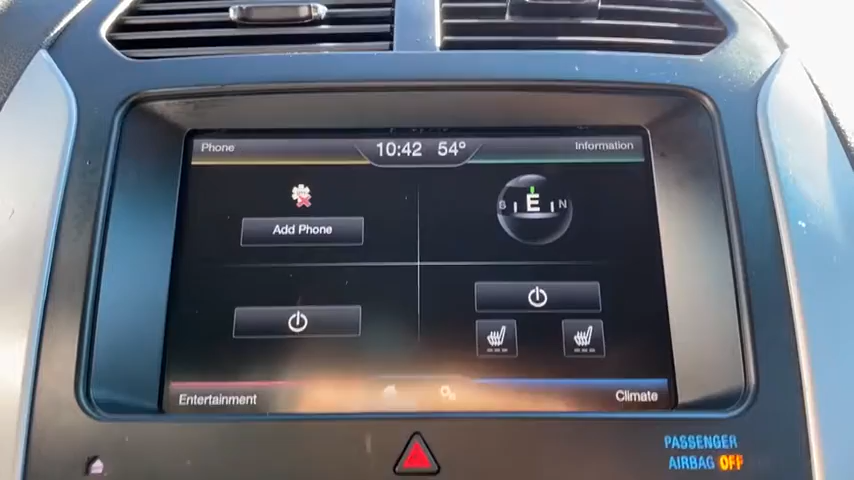 Phone
10:42 54°
Information
S E N
Add Phone
Entertainment
Climate
PASSENGER
AIRBAG OFF